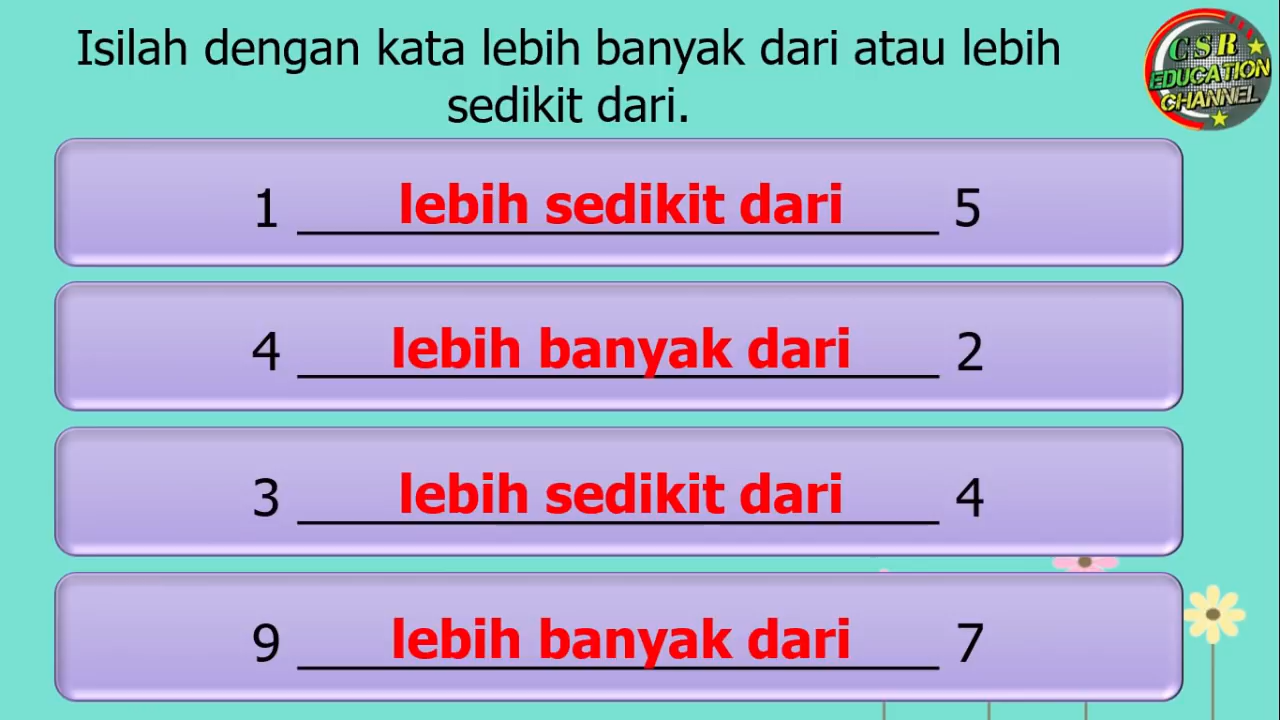 Isilah dengan kata lebih banyak dari atau lebih
sedikit dari.
CSR
EDUCATION
CHANNEL
1 lebih sedikit dari 5
4 lebih banyak dari 2
3 lebih sedikit dari 4
9 lebih banyak dari 7